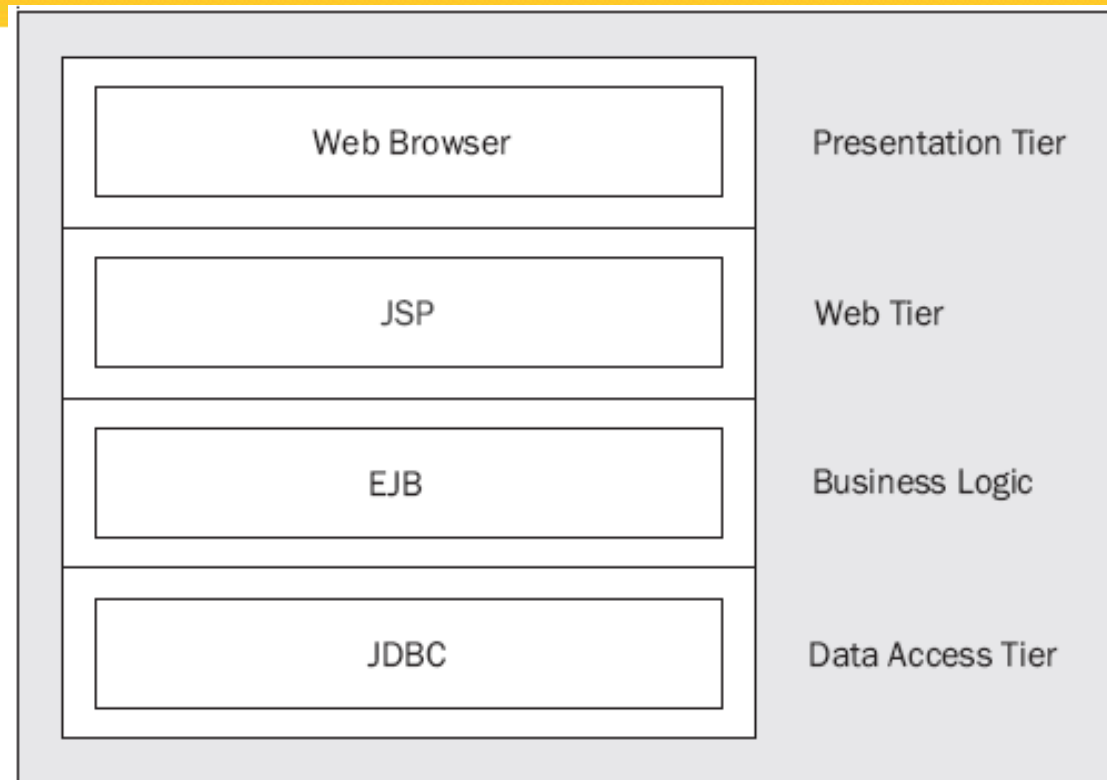 Web Browser
Presentation Tier
JSP
Web Tier
EJB
Business Logic
JDBC
Data Access Tier